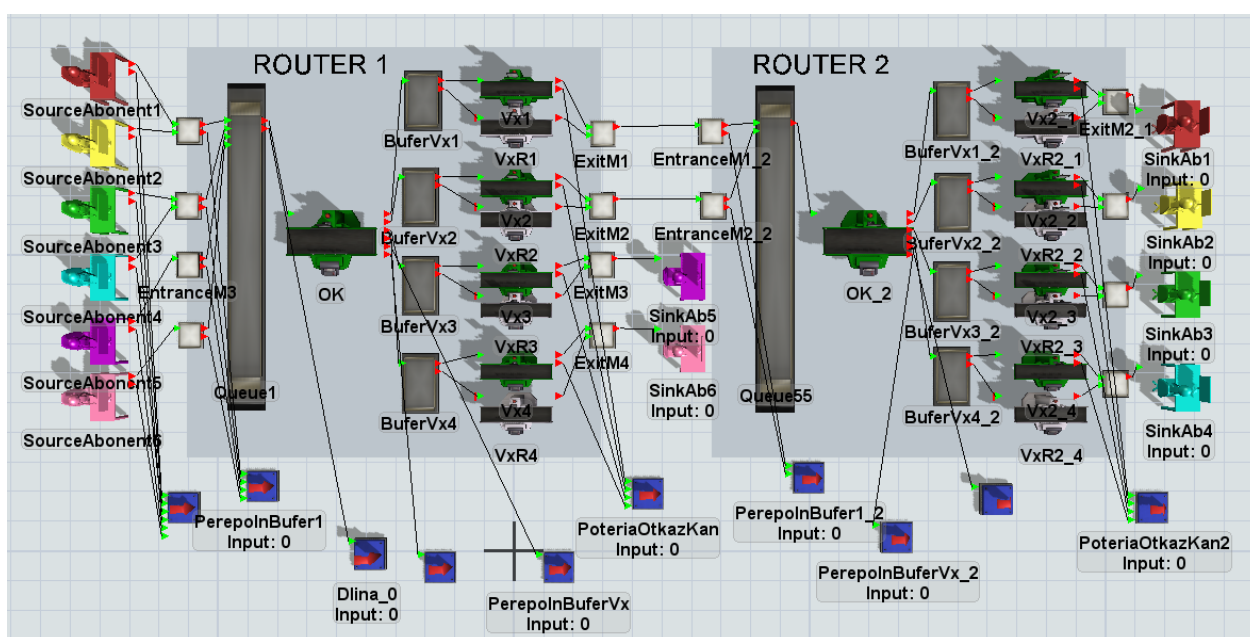 ROUTER 1
ROUTER 2
SourceAbonent1
SourceAbonent2
SourceAbonent3
SourceAbonent4
SourceAbonent5
SourceAbonent6
EntranceM3
Queue1
OK
BuferVx1
BuferVx2
BuferVx3
BuferVx4
Vx1
VxR1
Vx2
VxR2
Vx3
VxR3
Vx4
VxR4
ExitM1
ExitM2
ExitM3
ExitM4
SinkAb5
Input: 0
SinkAb6
Input: 0
EntranceM1_2
EntranceM2_2
Queue55
OK_2
BuferVx1_2
BuferVx2_2
BuferVx3_2
BuferVx4_2
Vx2_1
VxR2_1
Vx2_2
VxR2_2
Vx2_3
VxR2_3
Vx2_4
VxR2_4
ExitM2_1
SinkAb1
Input: 0
SinkAb2
Input: 0
SinkAb3
Input: 0
SinkAb4
Input: 0
PerepoInBufer1
Input: 0
Dlina_0
Input: 0
PerepoInBuferVx
Input: 0
PoteriaOtkazKan
Input: 0
PerepoInBufer1_2
Input: 0
PerepoInBuferVx_2
Input: 0
PoteriaOtkazKan2
Input: 0